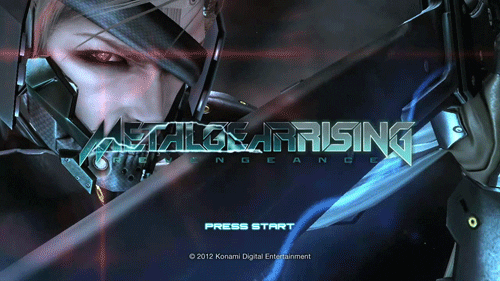 METAL GEAR RISING
REVENGEANCE
PRESS START
© 2012 Konami Digital Entertainment